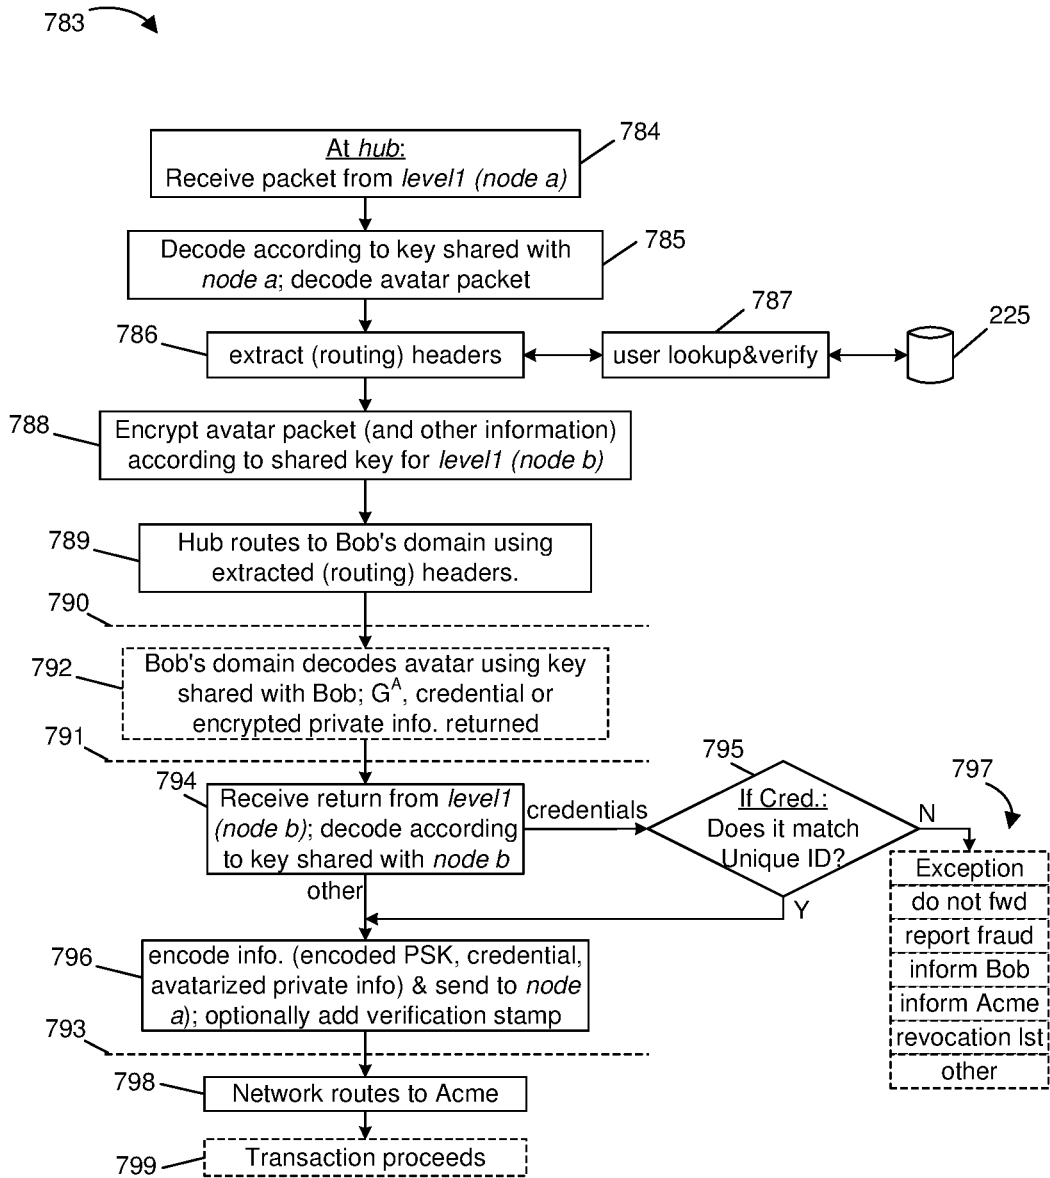 783
784
At hub:
Receive packet from level1 (node a)
785
Decode according to key shared with
node a; decode avatar packet
786
787
225
extract (routing) headers
user lookup&verify
788
Encrypt avatar packet (and other information)
according to shared key for level1 (node b)
789
Hub routes to Bob's domain using
extracted (routing) headers.
790
792
Bob's domain decodes avatar using key
shared with Bob; G^A, credential or
encrypted private info. returned
791
794
Receive return from level1
(node b); decode according
to key shared with node b
credentials
other
795
If Cred.:
Does it match
Unique ID?
N
Y
797
Exception
do not fwd
report fraud
inform Bob
inform Acme
revocation lst
other
796
encode info. (encoded PSK, credential,
avatarized private info) & send to node
a); optionally add verification stamp
793
798
Network routes to Acme
799
Transaction proceeds